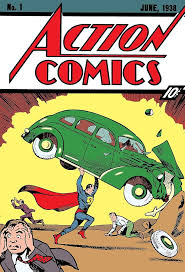 No. 1
JUNE, 1938
ACTION
COMICS
10¢